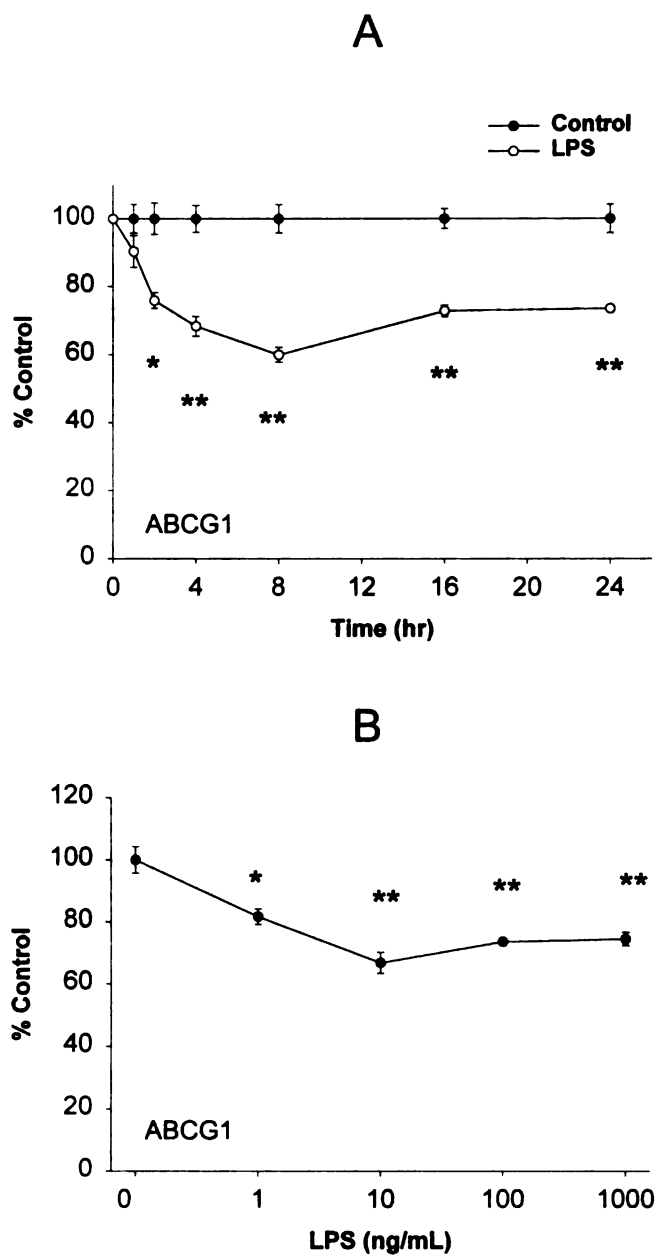 A
Control
LPS
100
80
60
40
20
0
% Control
*
**
**
**
**
ABCG1
0 4 8 12 16 20 24
Time (hr)
B
120
100
80
60
40
20
0
% Control
*
**
**
**
ABCG1
0 1 10 100 1000
LPS (ng/mL)